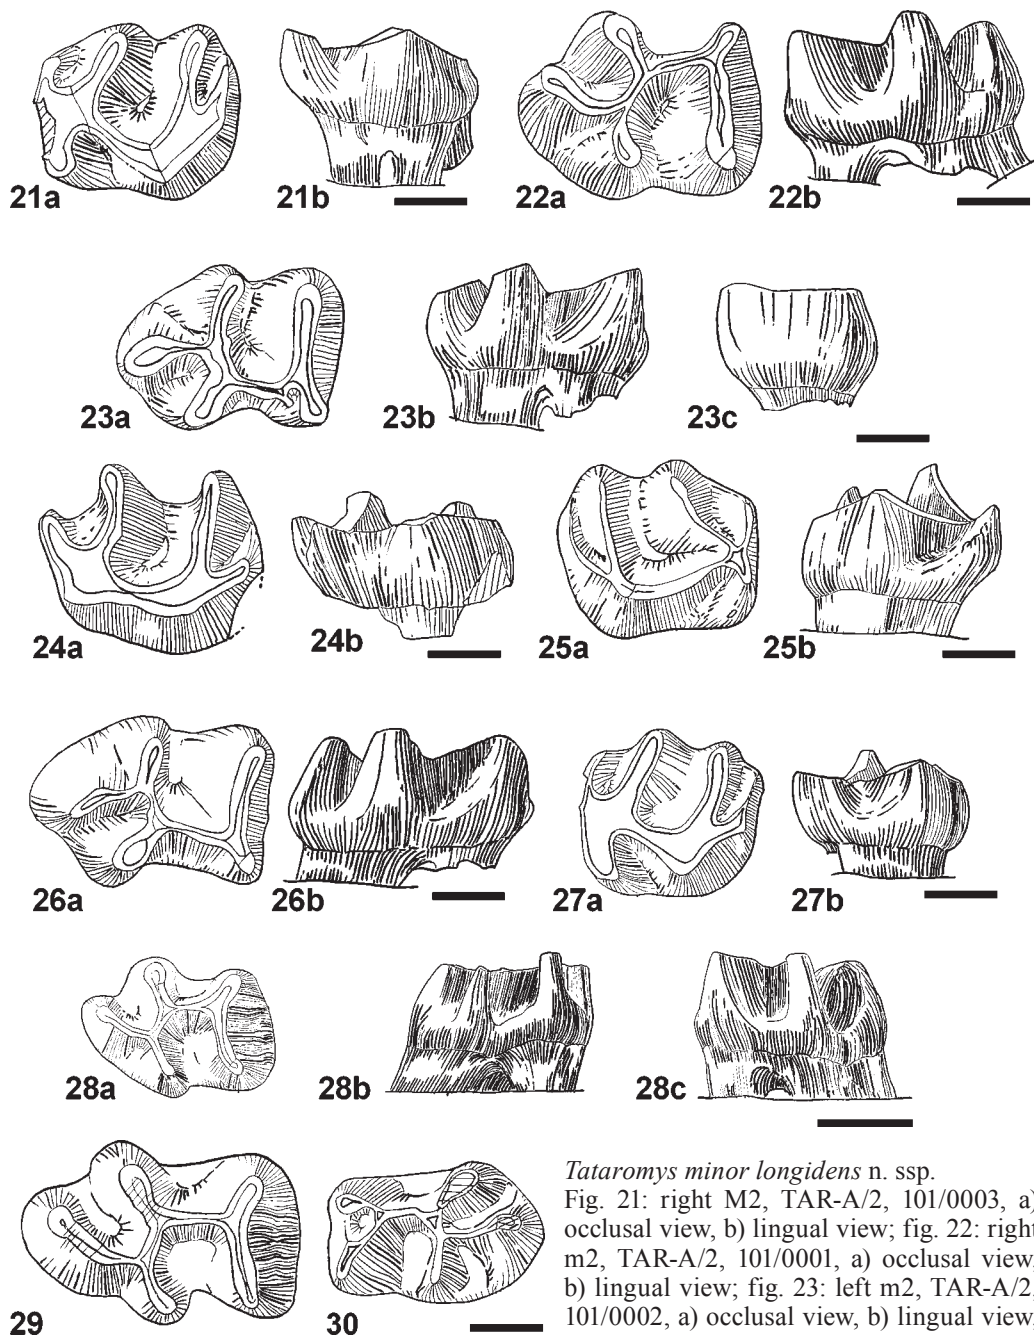 21a 21b 22a 22b
23a 23b 23c
24a 24b 25a 25b
26a 26b 27a 27b
28a 28b 28c
29 30
Tataromys minor longidens n. ssp.
Fig. 21: right M2, TAR-A/2, 101/0003, a)
occlusal view, b) lingual view; fig. 22: right
m2, TAR-A/2, 101/0001, a) occlusal view,
b) lingual view; fig. 23: left m2, TAR-A/2,
101/0002, a) occlusal view, b) lingual view,